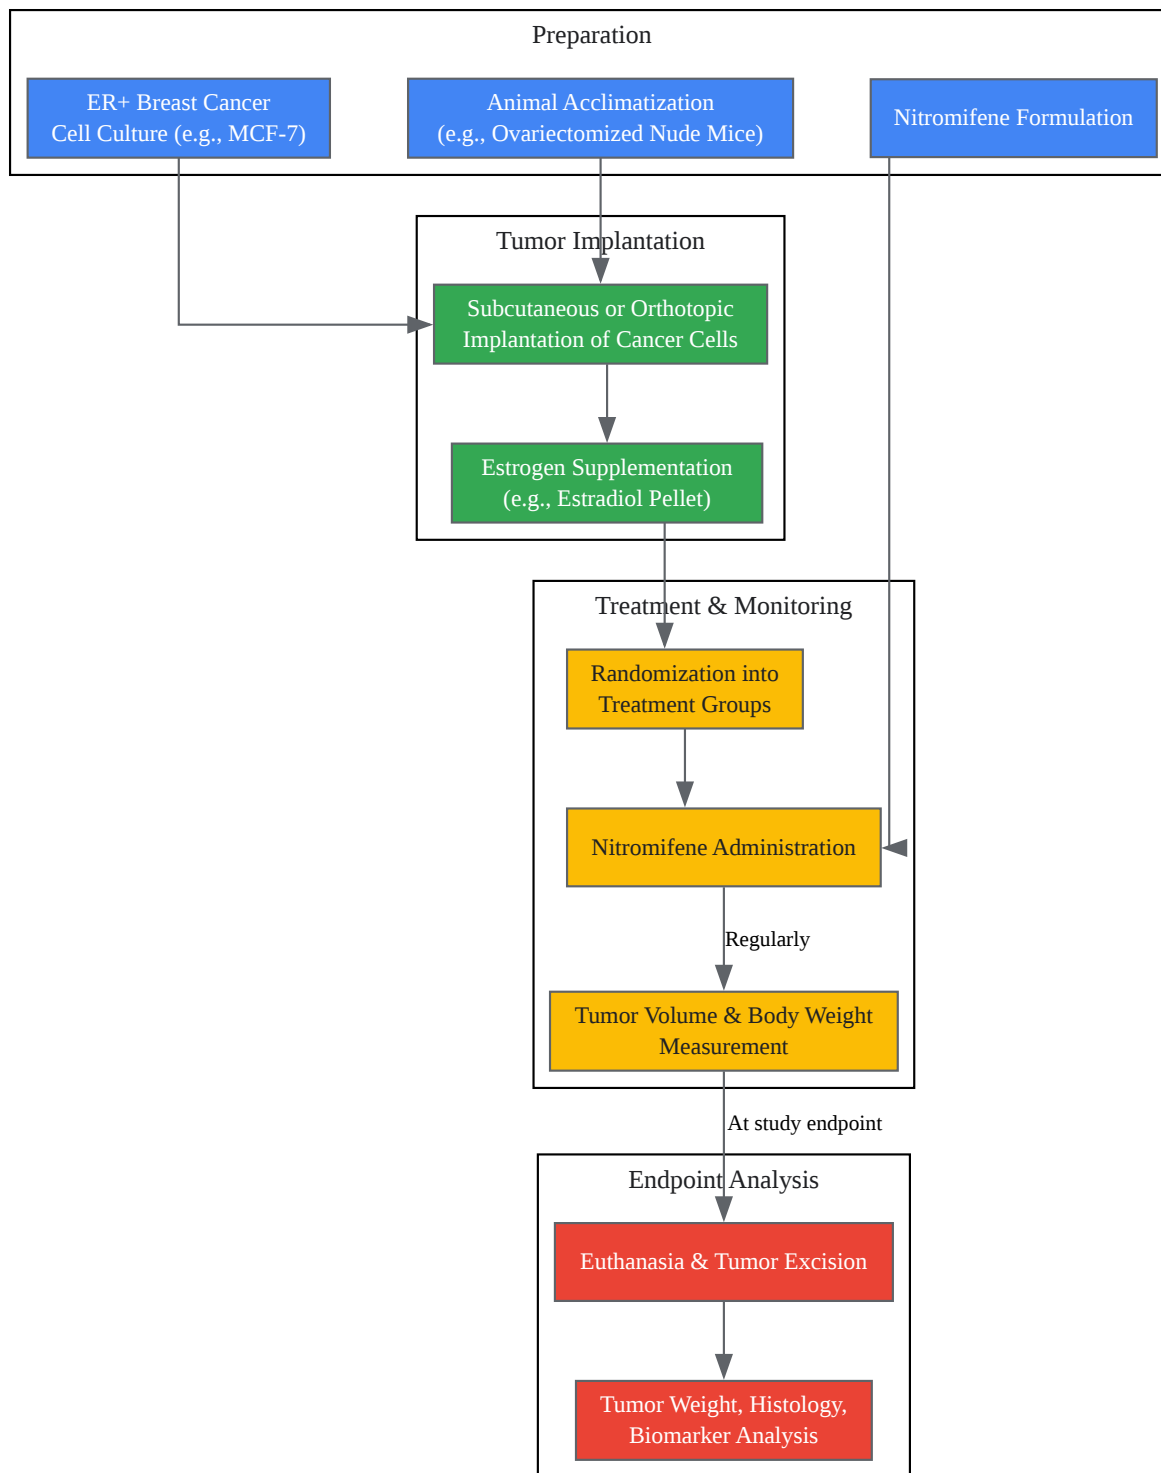 Preparation
ER+ Breast Cancer
Cell Culture (e.g., MCF-7)
Animal Acclimatization
(e.g., Ovariectomized Nude Mice)
Nitromifene Formulation
Tumor Implantation
Subcutaneous or Orthotopic
Implantation of Cancer Cells
Estrogen Supplementation
(e.g., Estradiol Pellet)
Treatment & Monitoring
Randomization into
Treatment Groups
Nitromifene Administration
Regularly
Tumor Volume & Body Weight
Measurement
At study endpoint
Endpoint Analysis
Euthanasia & Tumor Excision
Tumor Weight, Histology,
Biomarker Analysis